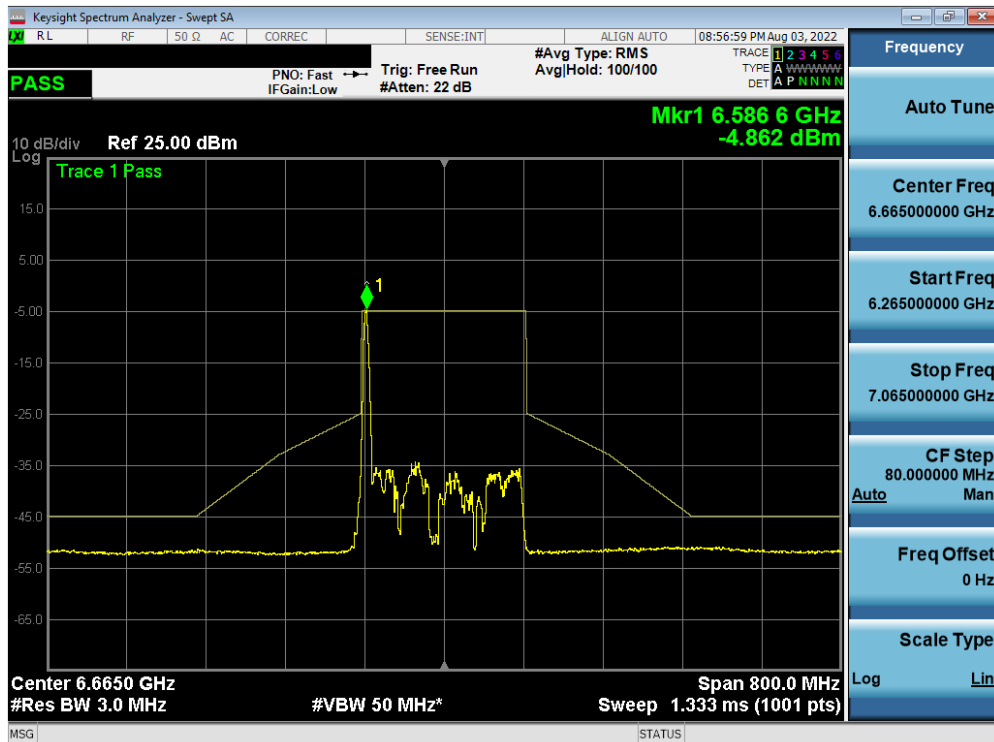 Keysight Spectrum Analyzer - Swept SA
LXI RL RF 50 Ω AC CORREC SENSE:INT ALIGN AUTO 08:56:59 PM Aug 03, 2022
PASS
PNO: Fast
IFGain:Low
Trig: Free Run
#Atten: 22 dB
#Avg Type: RMS
Avg|Hold: 100/100
TRACE 1 2 3 4 5 6
TYPE A WWWWW
DET A P N N N N
Mkr1 6.586 6 GHz
-4.862 dBm
10 dB/div Ref 25.00 dBm
Log
Trace 1 Pass
1
15.0
5.00
-5.00
-15.0
-25.0
-35.0
-45.0
-55.0
-65.0
Center 6.6650 GHz Span 800.0 MHz
#Res BW 3.0 MHz #VBW 50 MHz* Sweep 1.333 ms (1001 pts)
MSG STATUS
Frequency
Auto Tune
Center Freq
6.665000000 GHz
Start Freq
6.265000000 GHz
Stop Freq
7.065000000 GHz
CF Step
80.000000 MHz
Auto Man
Freq Offset
0 Hz
Scale Type
Log Lin